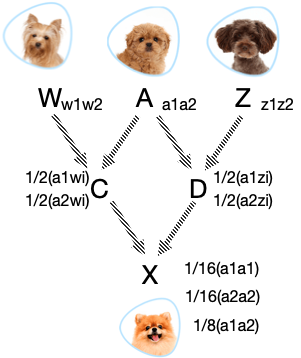 W w1w2 A a1a2 Z z1z2
1/2(a1wi) C D 1/2(a1zi)
1/2(a2wi) 1/2(a2zi)
X 1/16(a1a1)
1/16(a2a2)
1/8(a1a2)